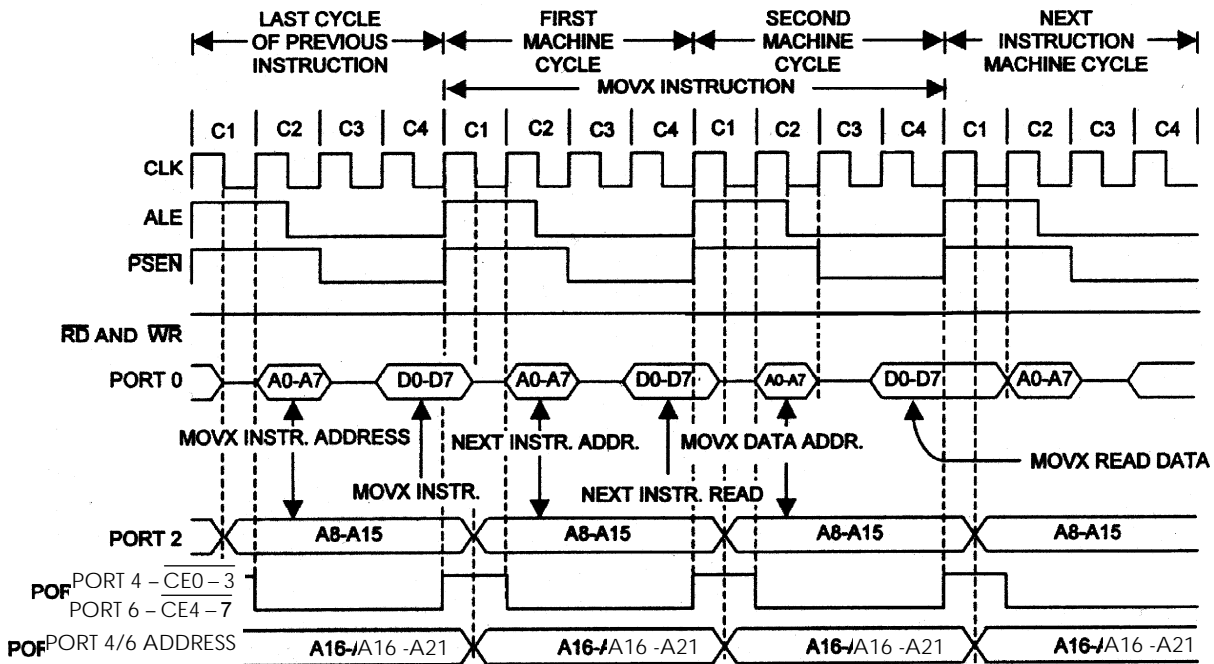 LAST CYCLE OF PREVIOUS INSTRUCTION
FIRST MACHINE CYCLE
SECOND MACHINE CYCLE
NEXT INSTRUCTION MACHINE CYCLE
MOVX INSTRUCTION
C1 C2 C3 C4 C1 C2 C3 C4 C1 C2 C3 C4 C1 C2 C3 C4
CLK
ALE
PSEN
RD AND WR
PORT 0 A0-A7 D0-D7 A0-A7 D0-D7 A0-A7 D0-D7 A0-A7
MOVX INSTR. ADDRESS NEXT INSTR. ADDR. MOVX DATA ADDR.
MOVX READ DATA
MOVX INSTR. NEXT INSTR. READ
PORT 2 A8-A15 A8-A15 A8-A15 A8-A15
PORT 4 – CE0 – 3
PORT 6 – CE4 – 7
PORT 4/6 ADDRESS A16 -A21 A16 -A21 A16 -A21 A16 -A21